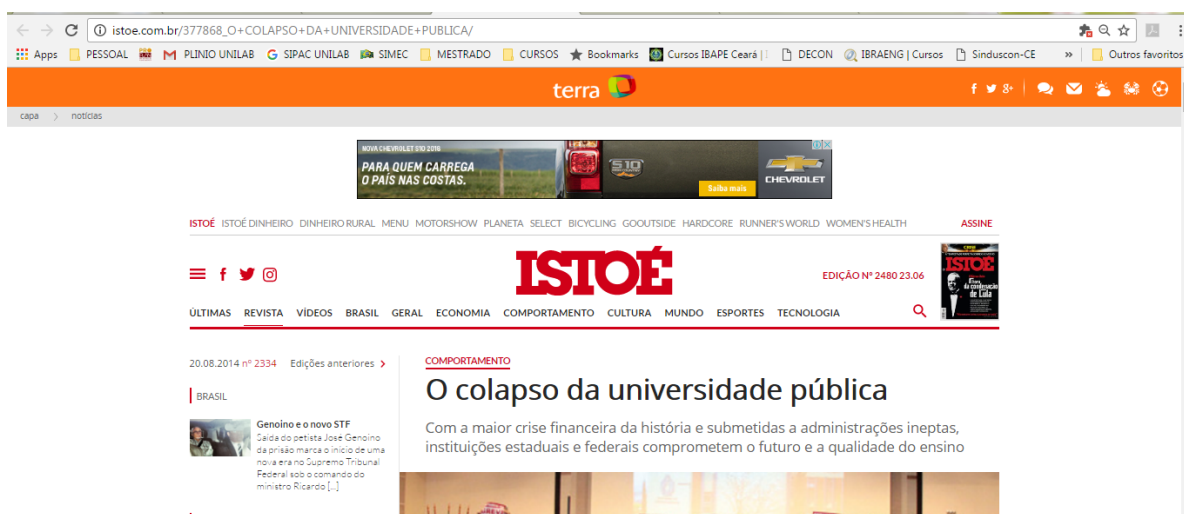 istoe.com.br/377868_O+COLAPSO+DA+UNIVERSIDADE+PUBLICA/
Apps PESSOAL PLINIO UNILAB SIPAC UNILAB SIMEC MESTRADO CURSOS Bookmarks Cursos IBAPE Ceará | DECON IBRAENG | Cursos Sinduscon-CE » Outros favoritos
terra
capa > notícias
NOVA CHEVROLET S10 2016
PARA QUEM CARREGA
O PAÍS NAS COSTAS.
S10
Saiba mais
CHEVROLET
ISTOÉ ISTOÉ DINHEIRO DINHEIRO RURAL MENU MOTORSHOW PLANETA SELECT BICYCLING GOOUTSIDE HARDCORE RUNNER'S WORLD WOMEN'S HEALTH ASSINE
ISTOÉ
EDIÇÃO Nº 2480 23.06
ISTOÉ
da condenação
de Lula
ÚLTIMAS REVISTA VÍDEOS BRASIL GERAL ECONOMIA COMPORTAMENTO CULTURA MUNDO ESPORTES TECNOLOGIA
20.08.2014 nº 2334 Edições anteriores >
BRASIL
Genoino e o novo STF
Saída do petista José Genoino
da prisão marca o início de uma
nova era no Supremo Tribunal
Federal sob o comando do
ministro Ricardo [...]
COMPORTAMENTO
O colapso da universidade pública
Com a maior crise financeira da história e submetidas a administrações ineptas,
instituições estaduais e federais comprometem o futuro e a qualidade do ensino